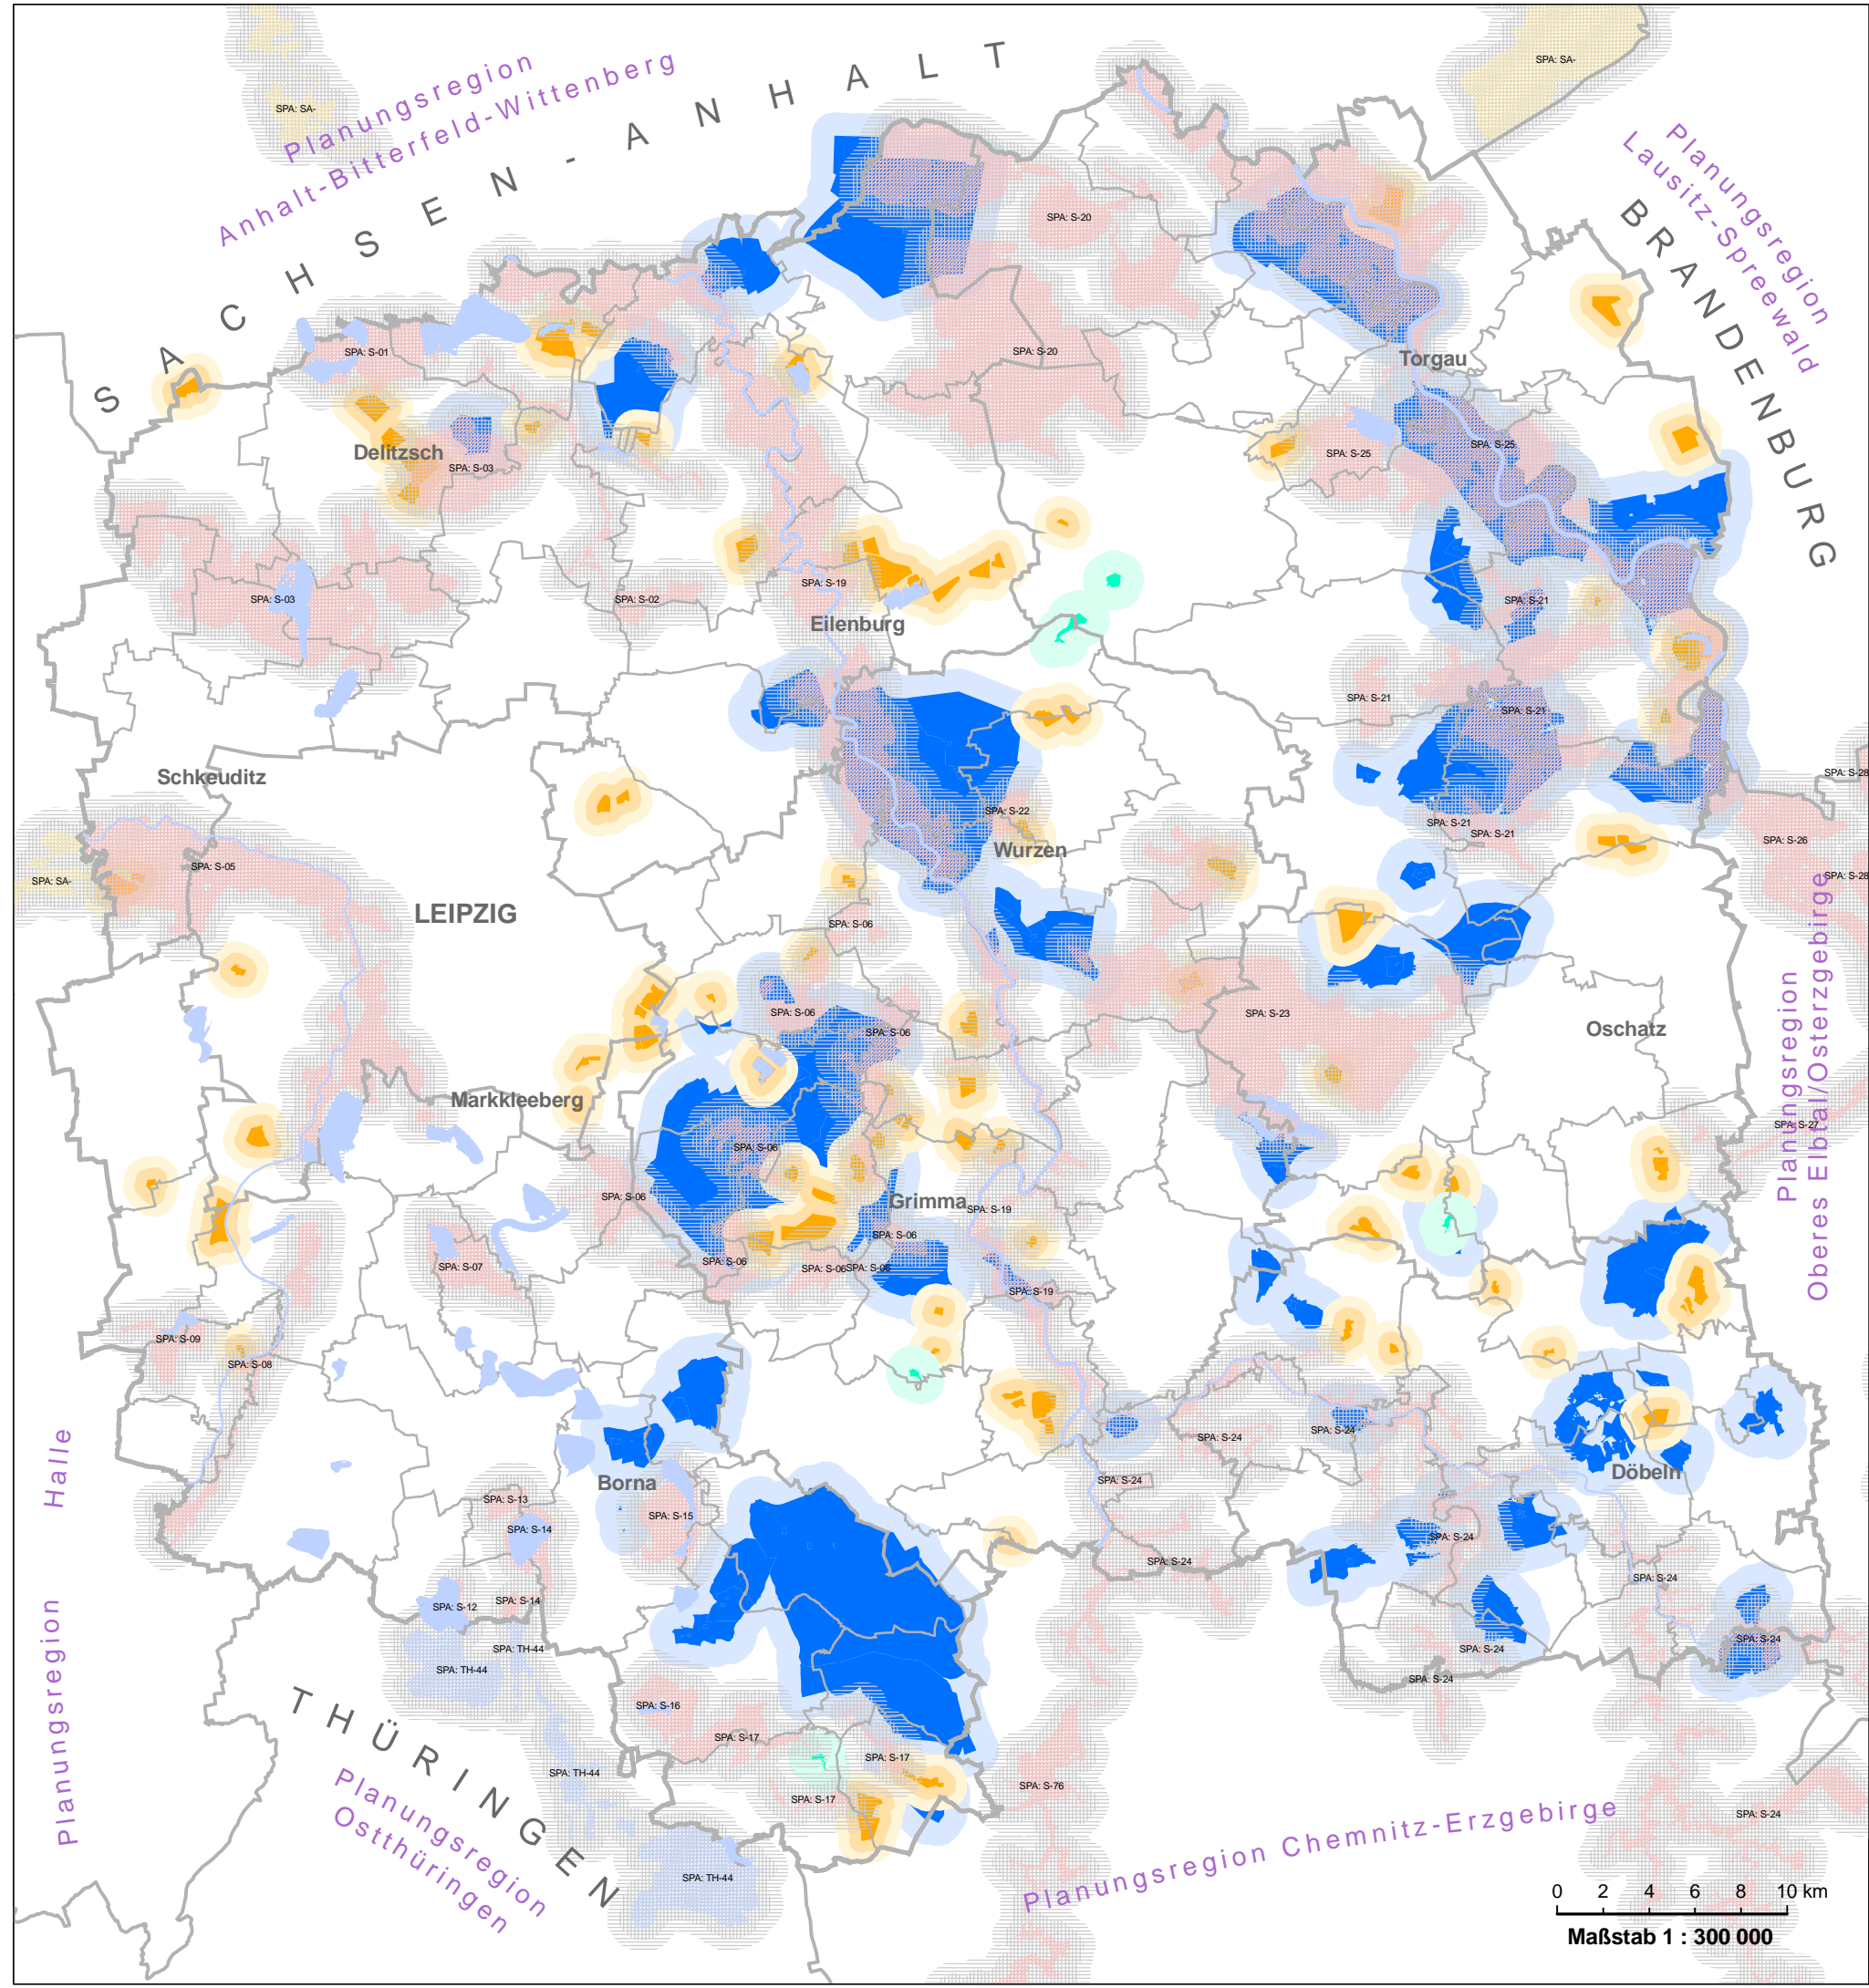 SPA: SA-
SPA: SA-
Planungsregion
Anhalt-Bitterfeld-Wittenberg
SACHSEN-ANHALT
Planungsregion
Lausitz-Spreewald
BRANDENBURG
SPA: S-20
SPA: S-01
SPA: S-20
Torgau
Delitzsch
SPA: S-03
SPA: S-25
SPA: S-25
SPA: S-03
SPA: S-02
SPA: S-19
SPA: S-21
Eilenburg
SPA: S-21
SPA: S-21
Schkeuditz
SPA: S-28
SPA: S-22
SPA: S-21
SPA: S-21
SPA: S-26
Wurzen
SPA: S-05
SPA: SA-
SPA: S-28
LEIPZIG
SPA: S-06
SPA: S-06
SPA: S-23
SPA: S-06
Oschatz
Planungsregion
Oberes Elbtal/Osterzgebirge
Markkleeberg
SPA: S-27
SPA: S-06
SPA: S-06
Grimma
SPA: S-19
SPA: S-06
SPA: S-06
SPA: S-06
SPA: S-06
SPA: S-07
SPA: S-19
SPA: S-09
SPA: S-08
SPA: S-24
SPA: S-24
Halle
Planungsregion
Döbeln
Borna
SPA: S-24
SPA: S-13
SPA: S-15
SPA: S-14
SPA: S-24
SPA: S-24
SPA: S-24
SPA: S-14
SPA: S-12
SPA: S-24
SPA: TH-44
SPA: S-24
SPA: TH-44
SPA: S-24
THÜRINGEN
SPA: S-16
SPA: S-17
SPA: S-17
SPA: TH-44
SPA: S-76
SPA: S-17
SPA: S-24
Planungsregion
Ostthüringen
Planungsregion Chemnitz-Erzgebirge
SPA: TH-44
0 2 4 6 8 10 km
Maßstab 1 : 300 000